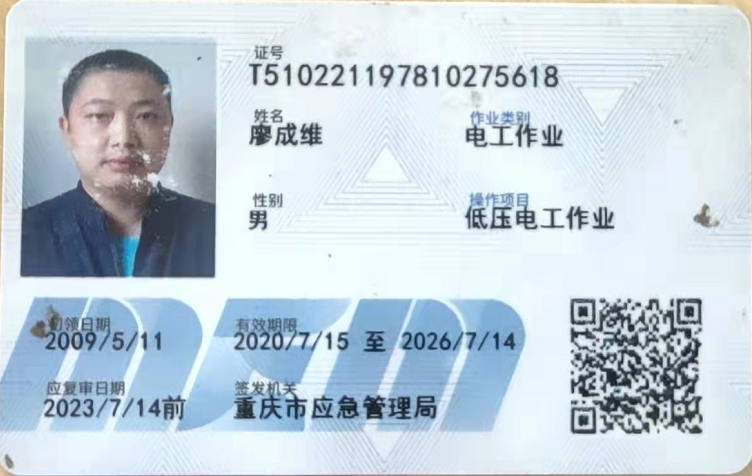 证号
T510221197810275618
姓名
廖成维
作业类别
电工作业
性别
男
操作项目
低压电工作业
初领日期
2009/5/11
有效期限
2020/7/15 至 2026/7/14
应复审日期
2023/7/14前
签发机关
重庆市应急管理局